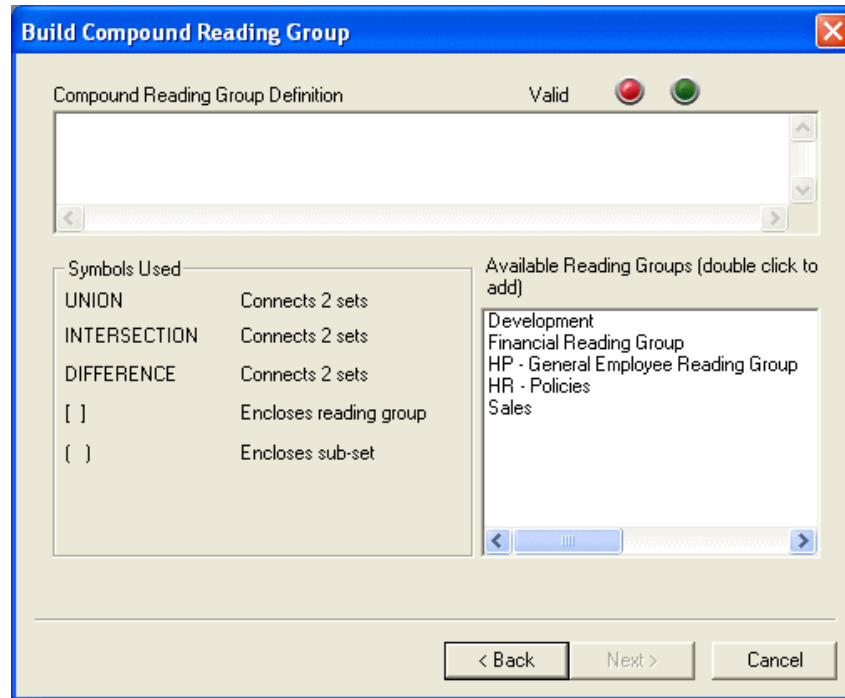 Build Compound Reading Group
Compound Reading Group Definition
Valid
Symbols Used
UNION Connects 2 sets
INTERSECTION Connects 2 sets
DIFFERENCE Connects 2 sets
[ ] Encloses reading group
( ) Encloses sub-set
Available Reading Groups (double click to
add)
Development
Financial Reading Group
HP - General Employee Reading Group
HR - Policies
Sales
< Back
Next >
Cancel